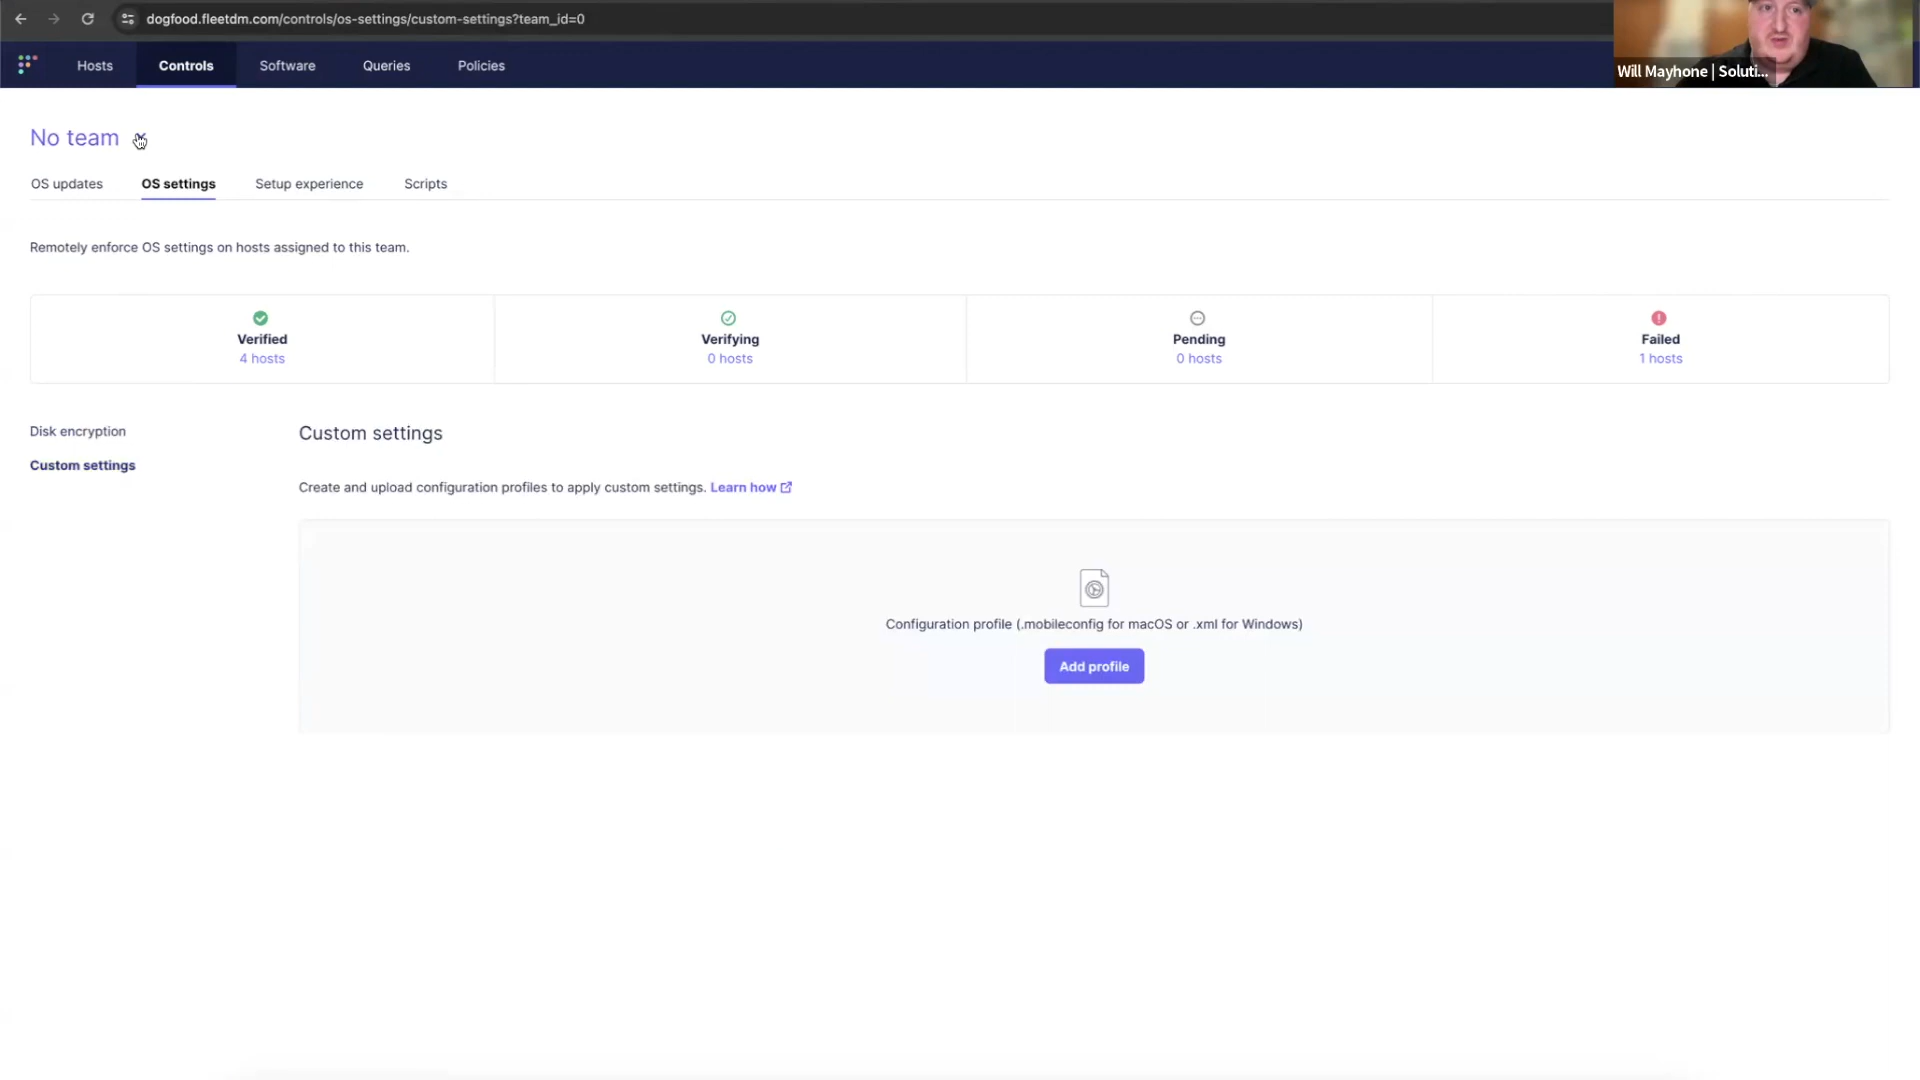 dogfood.fleetdm.com/controls/os-settings/custom-settings?team_id=0
Hosts
Controls
Software
Queries
Policies
Will Mayhone | Soluti...
No team
OS updates
OS settings
Setup experience
Scripts
Remotely enforce OS settings on hosts assigned to this team.
Verified
4 hosts
Verifying
0 hosts
Pending
0 hosts
Failed
1 hosts
Disk encryption
Custom settings
Custom settings
Create and upload configuration profiles to apply custom settings. Learn how
Configuration profile (.mobileconfig for macOS or .xml for Windows)
Add profile